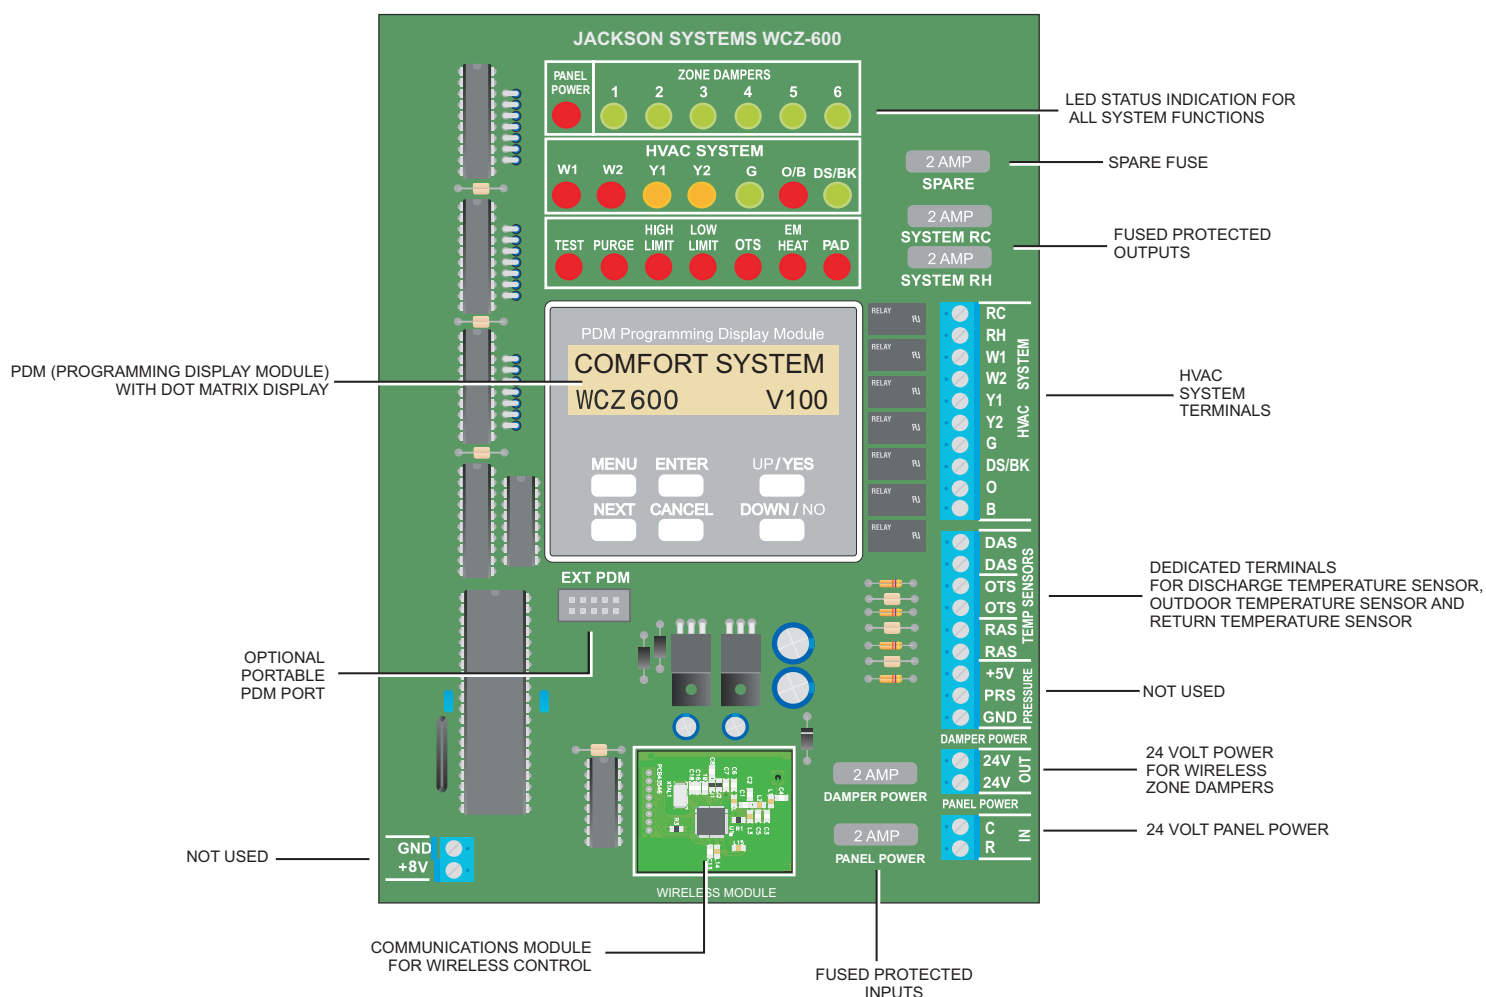 JACKSON SYSTEMS WCZ-600
PANEL POWER
ZONE DAMPERS
1 2 3 4 5 6
HVAC SYSTEM
W1 W2 Y1 Y2 G O/B DS/BK
TEST PURGE HIGH LIMIT LOW LIMIT OTS EM HEAT PAD
LED STATUS INDICATION FOR
ALL SYSTEM FUNCTIONS
2 AMP
SPARE
SPARE FUSE
2 AMP
SYSTEM RC
2 AMP
SYSTEM RH
FUSED PROTECTED
OUTPUTS
PDM Programming Display Module
COMFORT SYSTEM
WCZ 600 V100
MENU ENTER UP/YES
NEXT CANCEL DOWN / NO
PDM (PROGRAMMING DISPLAY MODULE)
WITH DOT MATRIX DISPLAY
RELAY
RELAY
RELAY
RELAY
RELAY
RELAY
RELAY
RC
RH
W1
W2
Y1
Y2
G
DS/BK
O
B
HVAC SYSTEM
HVAC
SYSTEM
TERMINALS
DAS
DAS
OTS
OTS
RAS
RAS
TEMP SENSORS
DEDICATED TERMINALS
FOR DISCHARGE TEMPERATURE SENSOR,
OUTDOOR TEMPERATURE SENSOR AND
RETURN TEMPERATURE SENSOR
+5V
PRS
GND
PRESSURE
NOT USED
DAMPER POWER
24V
24V
OUT
24 VOLT POWER
FOR WIRELESS
ZONE DAMPERS
PANEL POWER
C
R
IN
24 VOLT PANEL POWER
EXT PDM
OPTIONAL
PORTABLE
PDM PORT
2 AMP
DAMPER POWER
2 AMP
PANEL POWER
FUSED PROTECTED
INPUTS
GND
+8V
NOT USED
XTAL1
WIRELESS MODULE
COMMUNICATIONS MODULE
FOR WIRELESS CONTROL